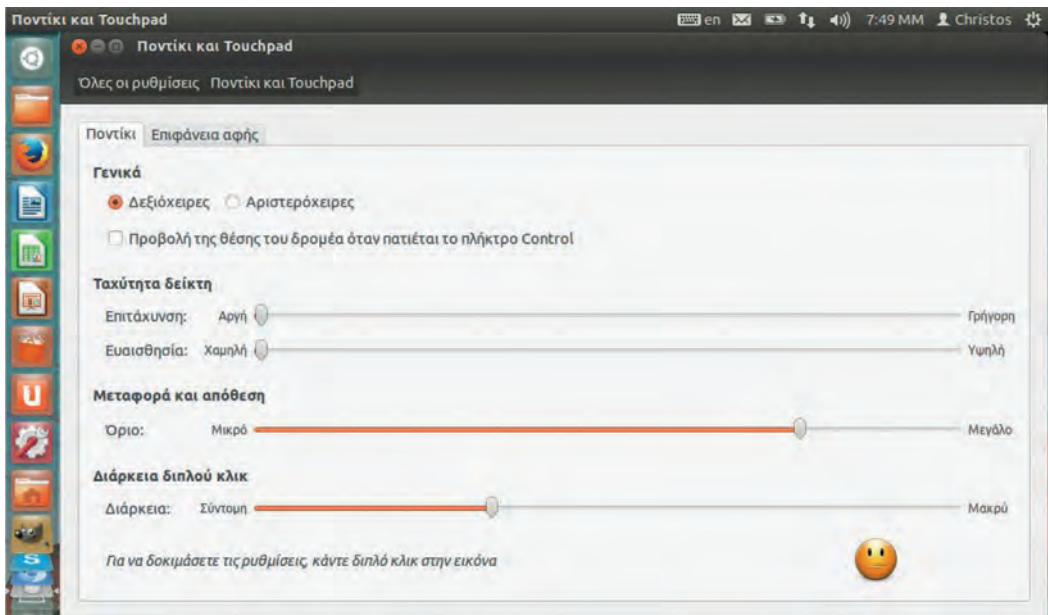 Ποντίκι και Touchpad en 7:49 ΜΜ Christos
Ποντίκι και Touchpad
Όλες οι ρυθμίσεις Ποντίκι και Touchpad
Ποντίκι Επιφάνεια αφής
Γενικά
Δεξιόχειρες Αριστερόχειρες
Προβολή της θέσης του δρομέα όταν πατιέται το πλήκτρο Control
Ταχύτητα δείκτη
Επιτάχυνση: Αργή Γρήγορη
Ευαισθησία: Χαμηλή Υψηλή
Μεταφορά και απόθεση
Όριο: Μικρό Μεγάλο
Διάρκεια διπλού κλικ
Διάρκεια: Σύντομη Μακρύ
Για να δοκιμάσετε τις ρυθμίσεις, κάντε διπλό κλικ στην εικόνα